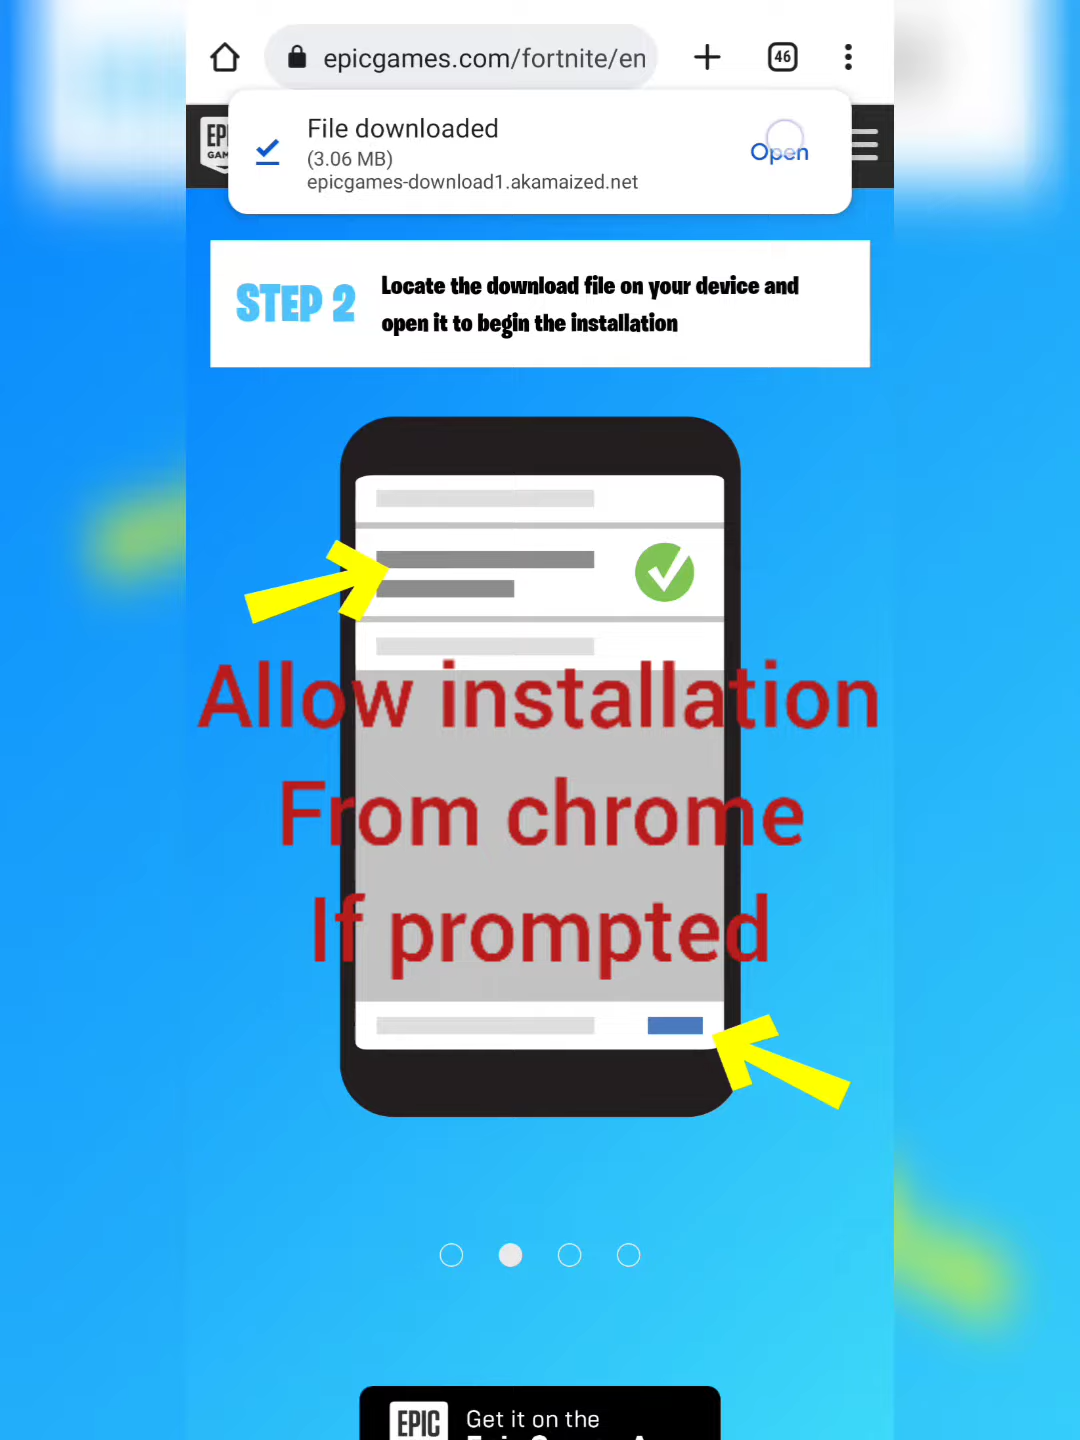 epicgames.com/fortnite/en
46
File downloaded
(3.06 MB)
epicgames-download1.akamaized.net
Open
STEP 2
Locate the download file on your device and
open it to begin the installation
Allow installation
From chrome
If prompted
EPIC
Get it on the